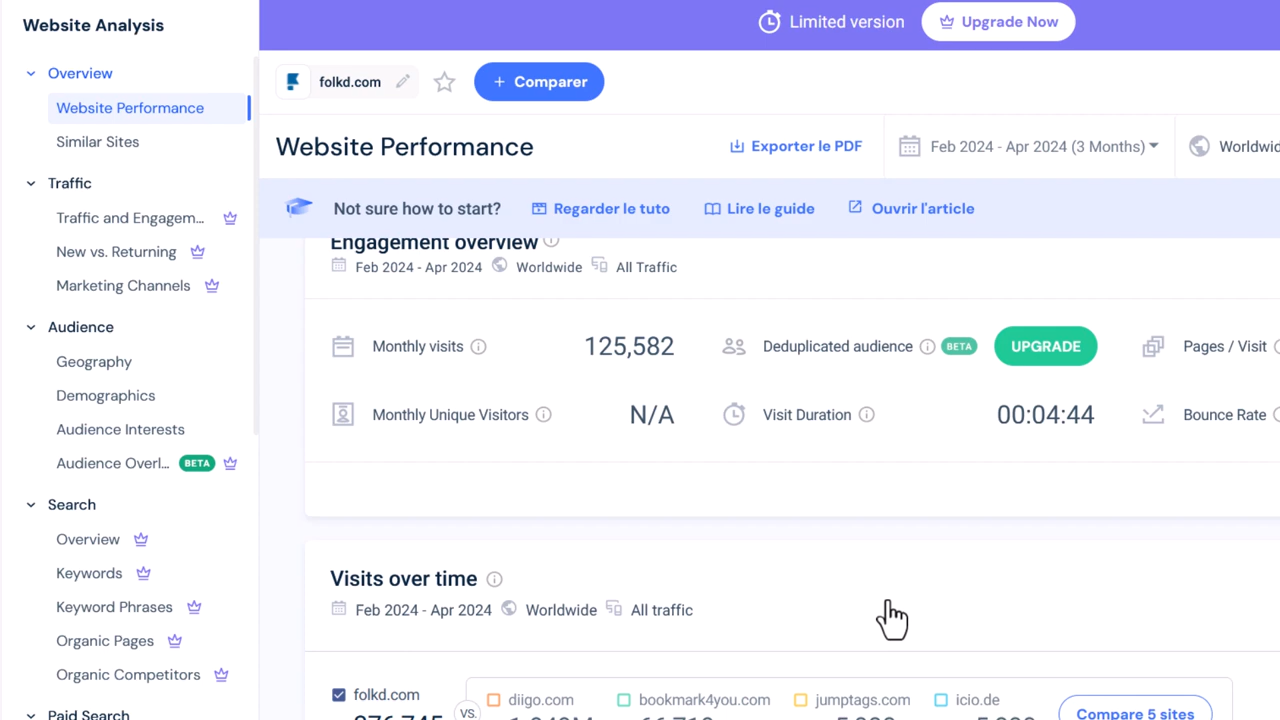 Website Analysis
Limited version
Upgrade Now
Overview
folkd.com
+ Comparer
Website Performance
Similar Sites
Website Performance
Exporter le PDF
Feb 2024 - Apr 2024 (3 Months)
Worldwid
Traffic
Not sure how to start?
Regarder le tuto
Lire le guide
Ouvrir l'article
Traffic and Engagem...
New vs. Returning
Marketing Channels
Engagement overview
Feb 2024 - Apr 2024
Worldwide
All Traffic
Audience
Geography
Demographics
Audience Interests
Audience Overl...
BETA
Monthly visits
125,582
Deduplicated audience
BETA
UPGRADE
Pages / Visit
Monthly Unique Visitors
N/A
Visit Duration
00:04:44
Bounce Rate
Search
Overview
Keywords
Keyword Phrases
Organic Pages
Organic Competitors
Visits over time
Feb 2024 - Apr 2024
Worldwide
All traffic
folkd.com
VS.
diigo.com
bookmark4you.com
jumptags.com
icio.de
Compare 5 sites
Paid Search